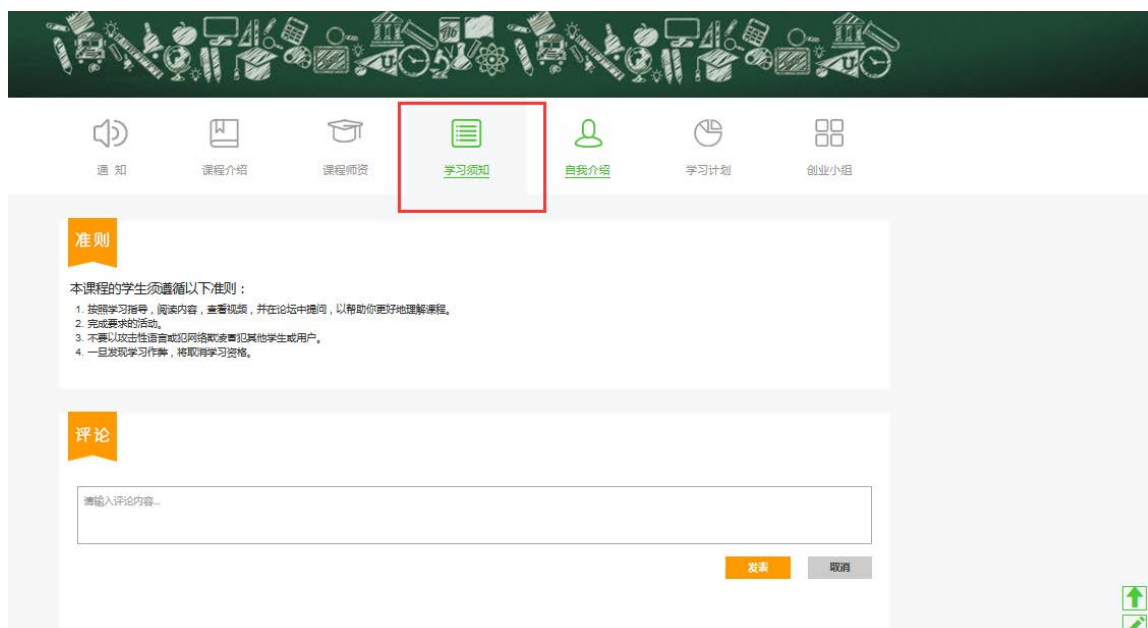 通 知
课程介绍
课程师资
学习须知
自我介绍
学习计划
创业小组
准则
本课程的学生须遵循以下准则：
1. 按照学习指导，阅读内容，查看视频，并在论坛中提问，以帮助你更好地理解课程。
2. 完成要求的活动。
3. 不要以攻击性语言或犯网络欺凌冒犯其他学生或用户。
4. 一旦发现学习作弊，将取消学习资格。
评论
请输入评论内容...
发表
取消